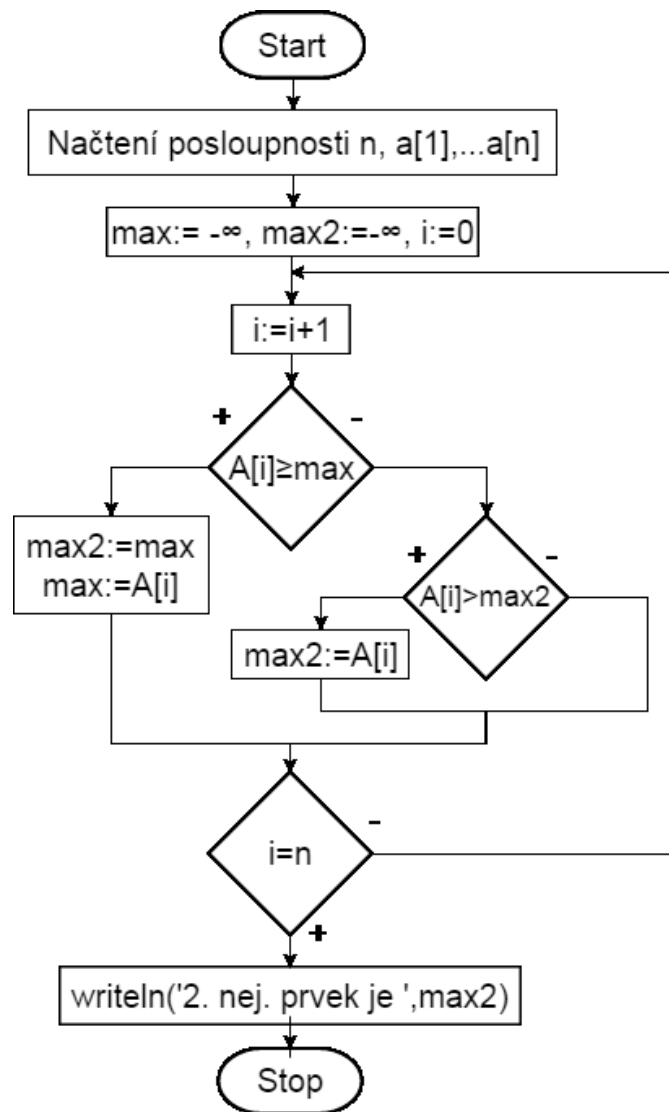 Start
Načtení posloupnosti n, a[1],...a[n]
max:= -∞, max2:=-∞, i:=0
i:=i+1
+ -
A[i]≥max
max2:=max
max:=A[i]
+ -
A[i]>max2
max2:=A[i]
-
i=n
+
writeln('2. nej. prvek je ',max2)
Stop